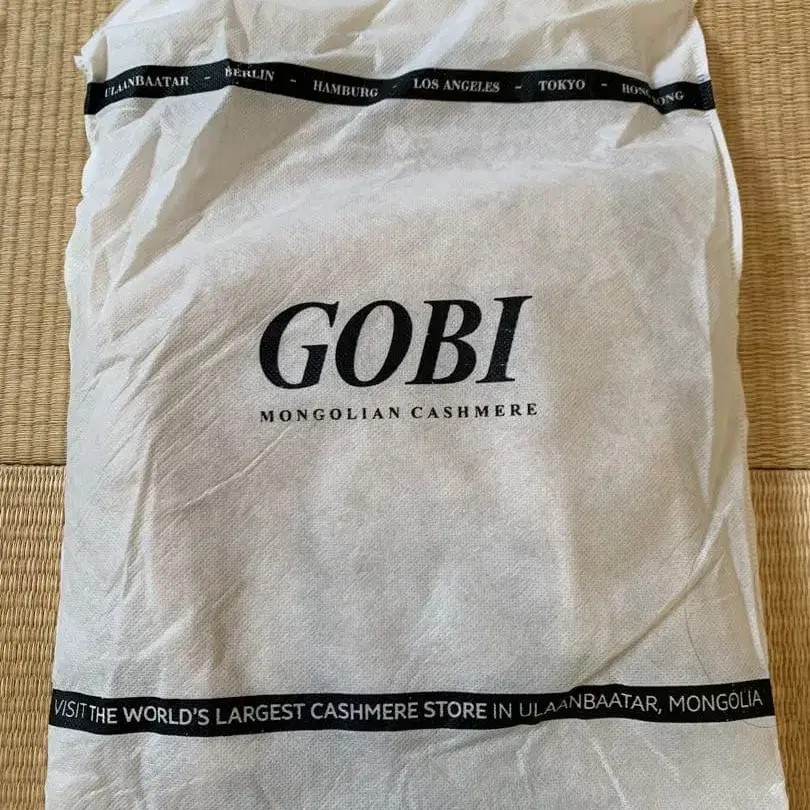 ULAANBAATAR - BERLIN - HAMBURG - LOS ANGELES - TOKYO - HONG KONG
GOBI
MONGOLIAN CASHMERE
VISIT THE WORLD'S LARGEST CASHMERE STORE IN ULAANBAATAR, MONGOLIA